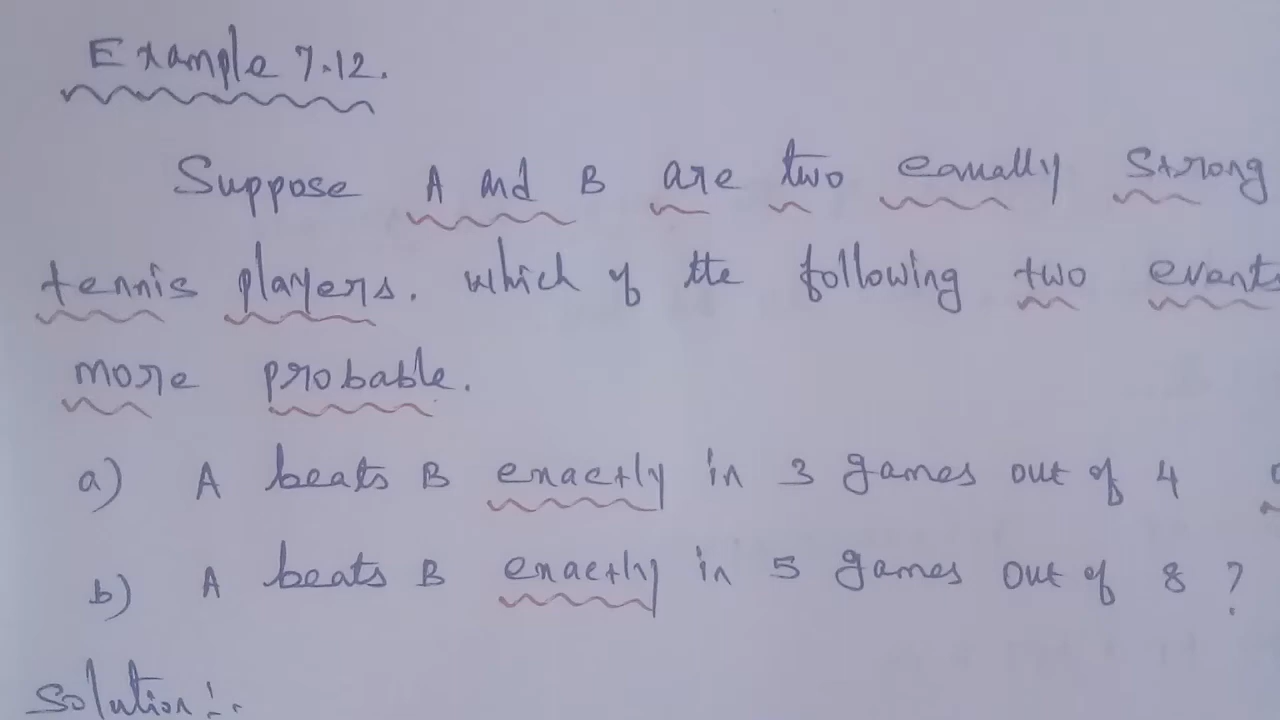 Example 7.12.
Suppose A and B are two equally strong
tennis players. which of the following two events
more probable.
a) A beats B exactly in 3 games out of 4
b) A beats B exactly in 5 games out of 8 ?
Solution:-